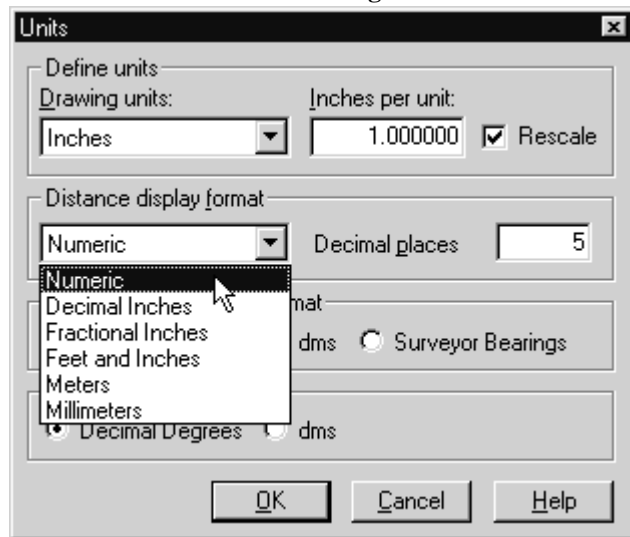 Units
Define units
Drawing units: Inches per unit:
Inches 1.000000 Rescale
Distance display format
Numeric Decimal places 5
Numeric
Decimal Inches mat
Fractional Inches dms Surveyor Bearings
Feet and Inches
Meters
Millimeters
Decimal Degrees dms
OK Cancel Help